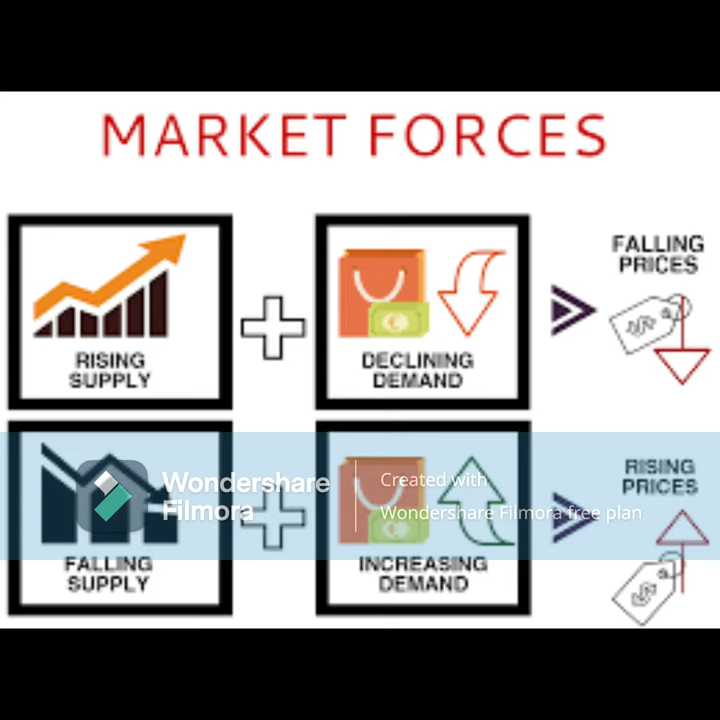 MARKET FORCES
RISING
SUPPLY
DECLINING
DEMAND
FALLING
PRICES
Wondershare
Filmora
Created with
Wondershare Filmora free plan
FALLING
SUPPLY
INCREASING
DEMAND
RISING
PRICES